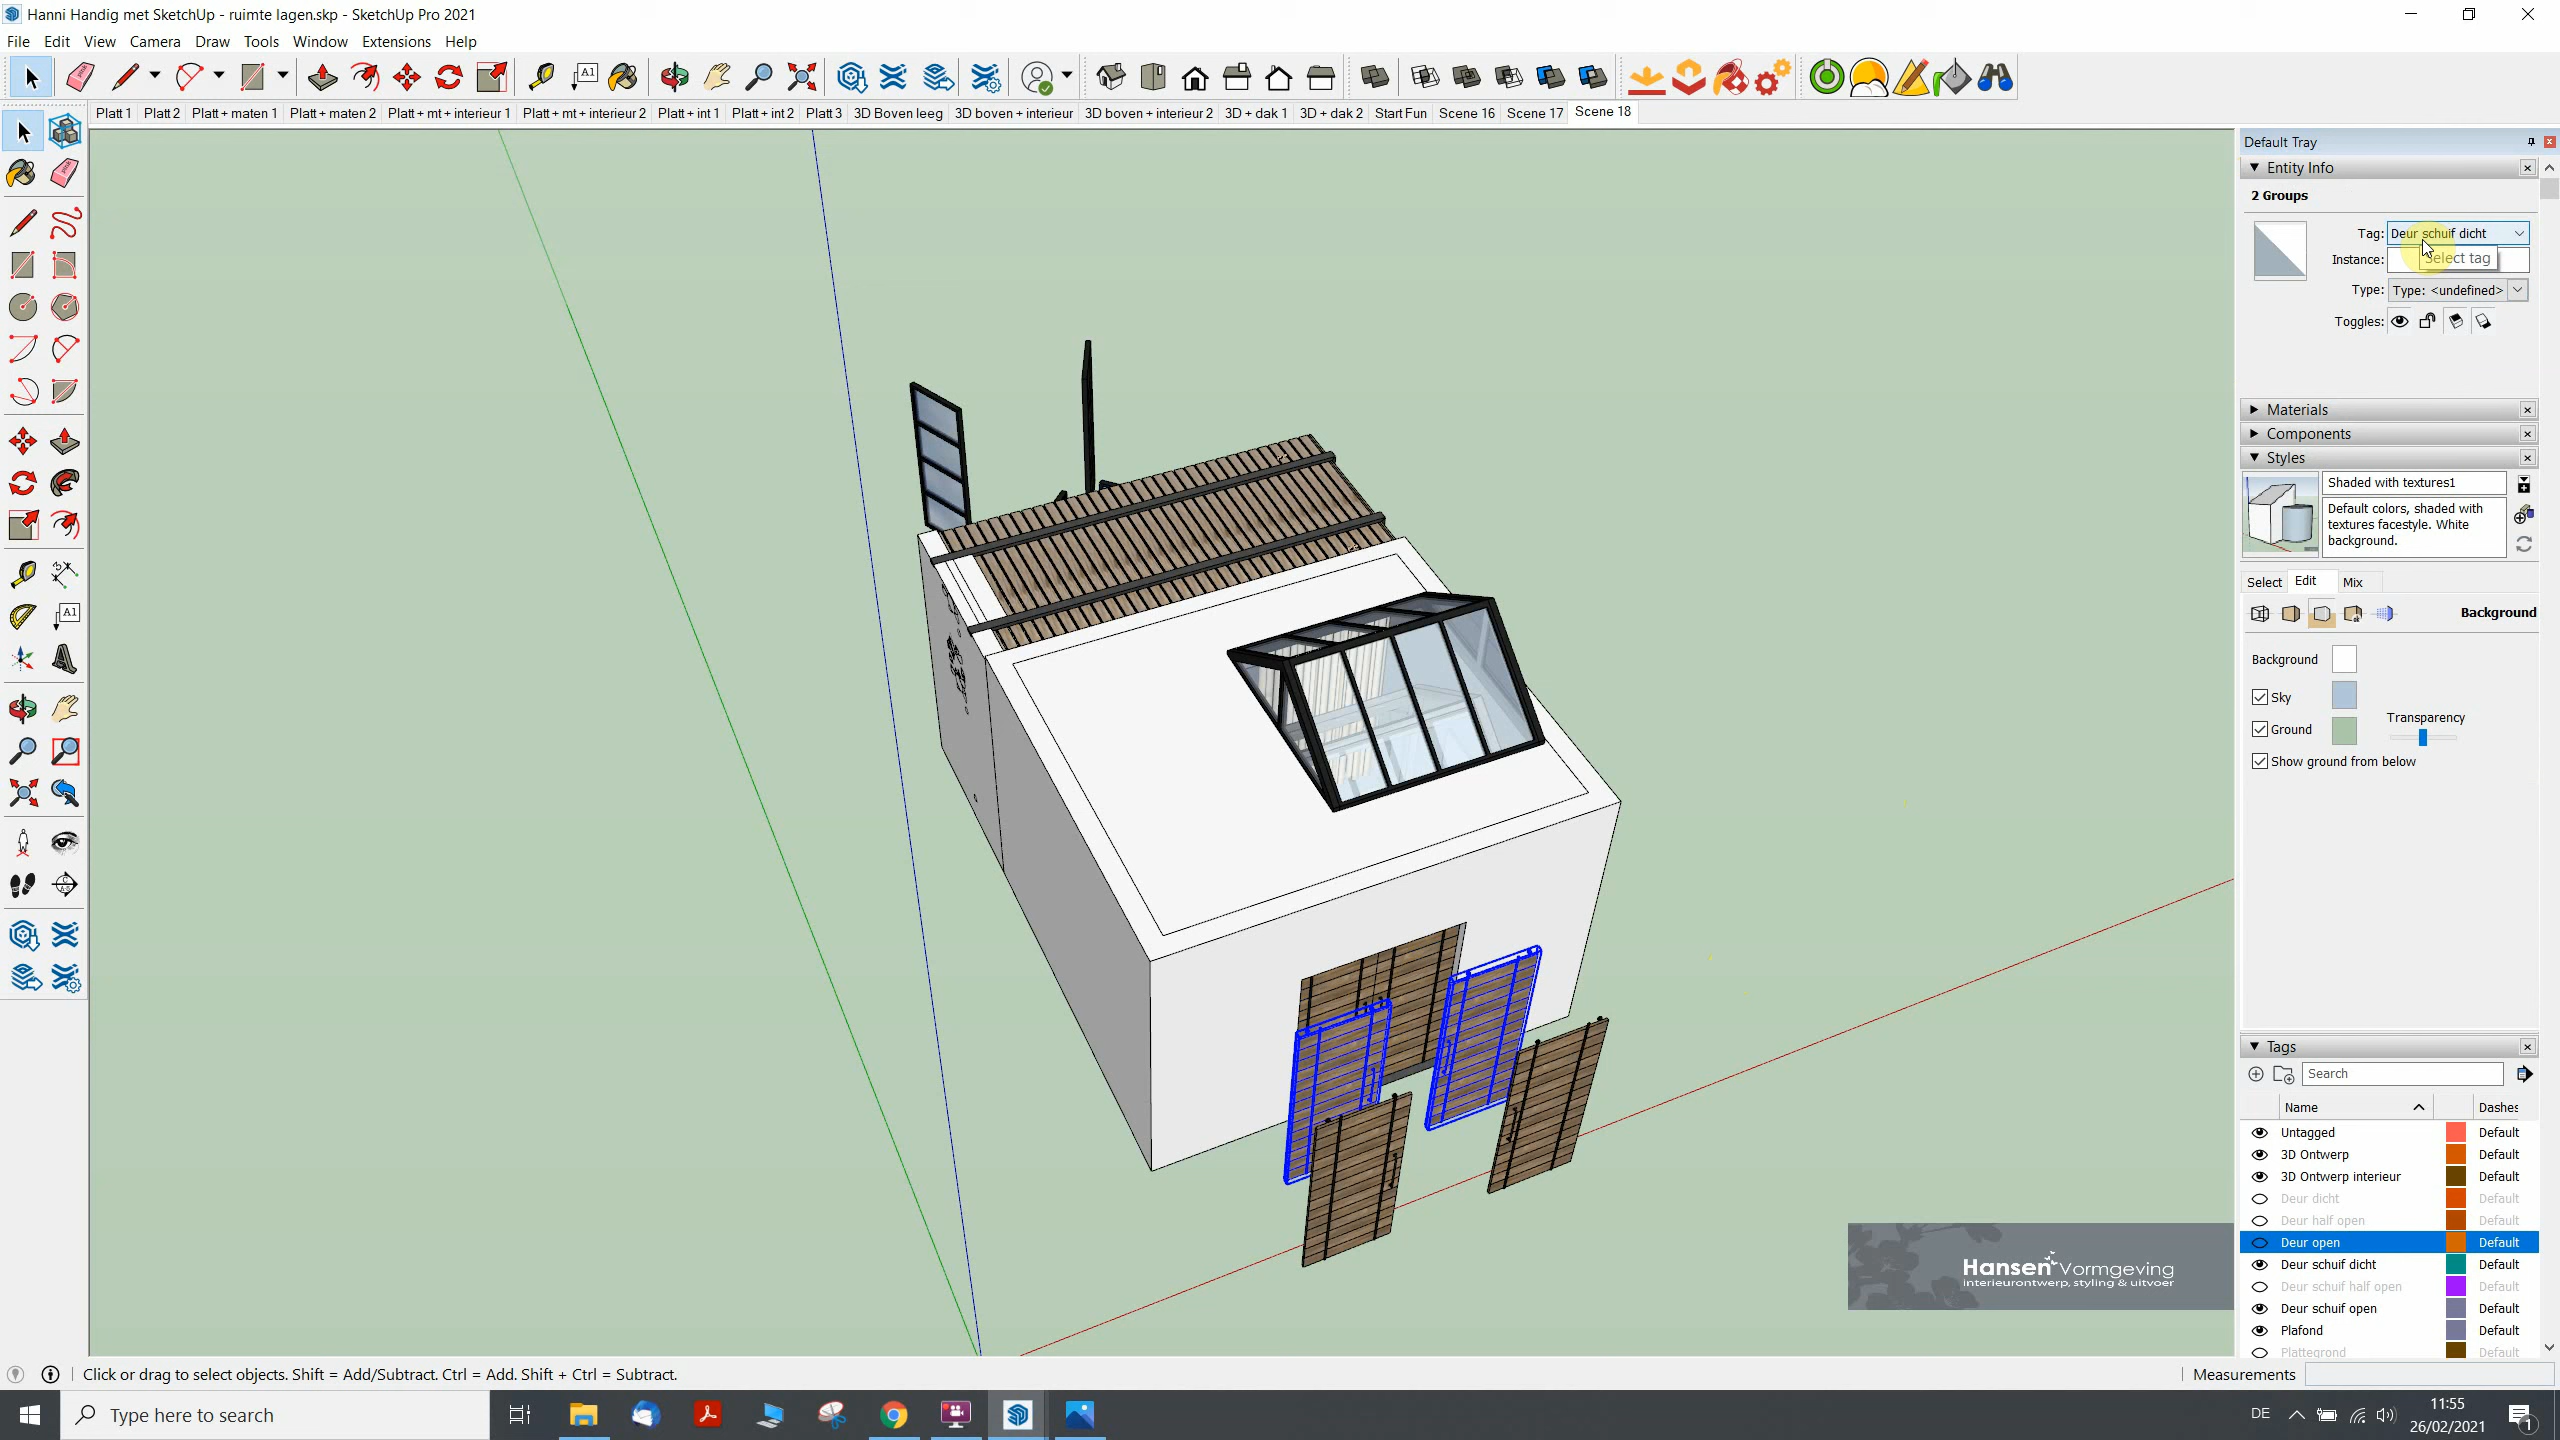 Hanni Handig met SketchUp - ruimte lagen.skp - SketchUp Pro 2021
File Edit View Camera Draw Tools Window Extensions Help
Platt 1 Platt 2 Platt + maten 1 Platt + maten 2 Platt + mt + interieur 1 Platt + mt + interieur 2 Platt + int 1 Platt + int 2 Platt 3 3D Boven leeg 3D boven + interieur 3D boven + interieur 2 3D + dak 1 3D + dak 2 Start Fun Scene 16 Scene 17 Scene 18
Default Tray
Entity Info
2 Groups
Tag: Deur schuif dicht
Instance: Select tag
Type: Type: <undefined>
Toggles:
Materials
Components
Styles
Shaded with textures1
Default colors, shaded with
textures facestyle. White
background.
Select Edit Mix
Background
Background
Sky
Transparency
Ground
Show ground from below
Tags
Search
Name Dashes
Untagged Default
3D Ontwerp Default
3D Ontwerp interieur Default
Deur dicht Default
Deur half open Default
Deur open Default
Deur schuif dicht Default
Deur schuif half open Default
Deur schuif open Default
Plafond Default
Plattegrond Default
Hansen Vormgeving
interieurontwerp, styling & uitvoer
Click or drag to select objects. Shift = Add/Subtract. Ctrl = Add. Shift + Ctrl = Subtract.
Measurements
Type here to search
DE
11:55
26/02/2021
1